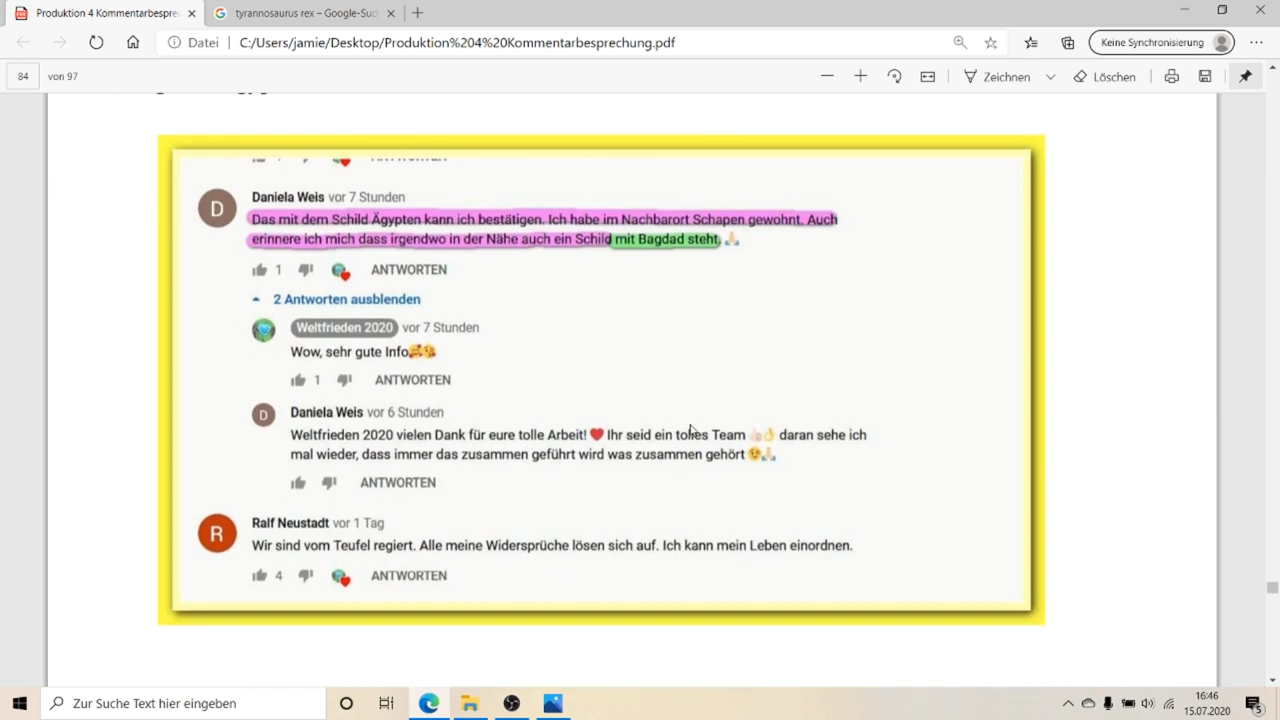 Produktion 4 Kommentarbespre
tyrannosaurus rex – Google-Suc
Datei
C:/Users/jamie/Desktop/Produktion%204%20Kommentarbesprechung.pdf
Keine Synchronisierung
84 von 97
Zeichnen
Löschen
Daniela Weis vor 7 Stunden
Das mit dem Schild Ägypten kann ich bestätigen. Ich habe im Nachbarort Schapen gewohnt. Auch
erinnere ich mich dass irgendwo in der Nähe auch ein Schild mit Bagdad steht.
1 ANTWORTEN
2 Antworten ausblenden
Weltfrieden 2020 vor 7 Stunden
Wow, sehr gute Info🥰😘
1 ANTWORTEN
D
Daniela Weis vor 6 Stunden
Weltfrieden 2020 vielen Dank für eure tolle Arbeit! ❤️ Ihr seid ein tolles Team 👍🏻👌🏻 daran sehe ich
mal wieder, dass immer das zusammen geführt wird was zusammen gehört 😉🙏🏻
ANTWORTEN
R
Ralf Neustadt vor 1 Tag
Wir sind vom Teufel regiert. Alle meine Widersprüche lösen sich auf. Ich kann mein Leben einordnen.
4 ANTWORTEN
Zur Suche Text hier eingeben
16:46
15.07.2020
5